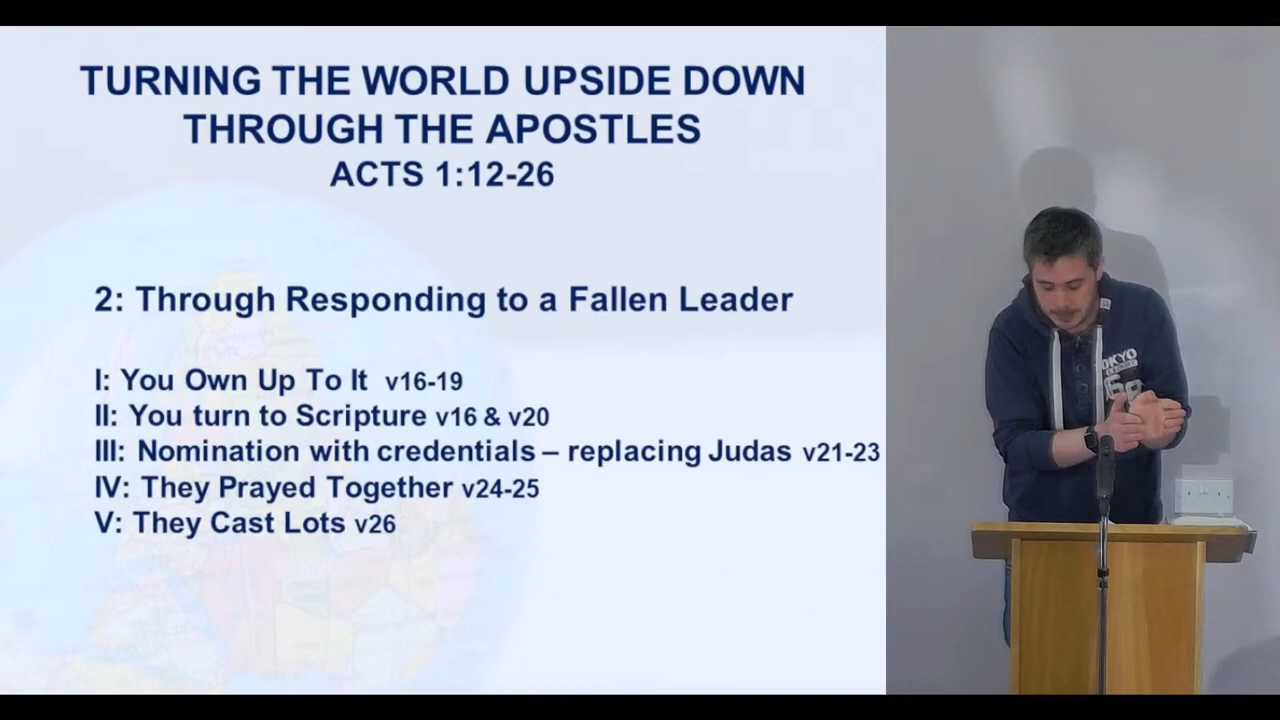 TURNING THE WORLD UPSIDE DOWN
THROUGH THE APOSTLES
ACTS 1:12-26
2: Through Responding to a Fallen Leader
I: You Own Up To It v16-19
II: You turn to Scripture v16 & v20
III: Nomination with credentials – replacing Judas v21-23
IV: They Prayed Together v24-25
V: They Cast Lots v26